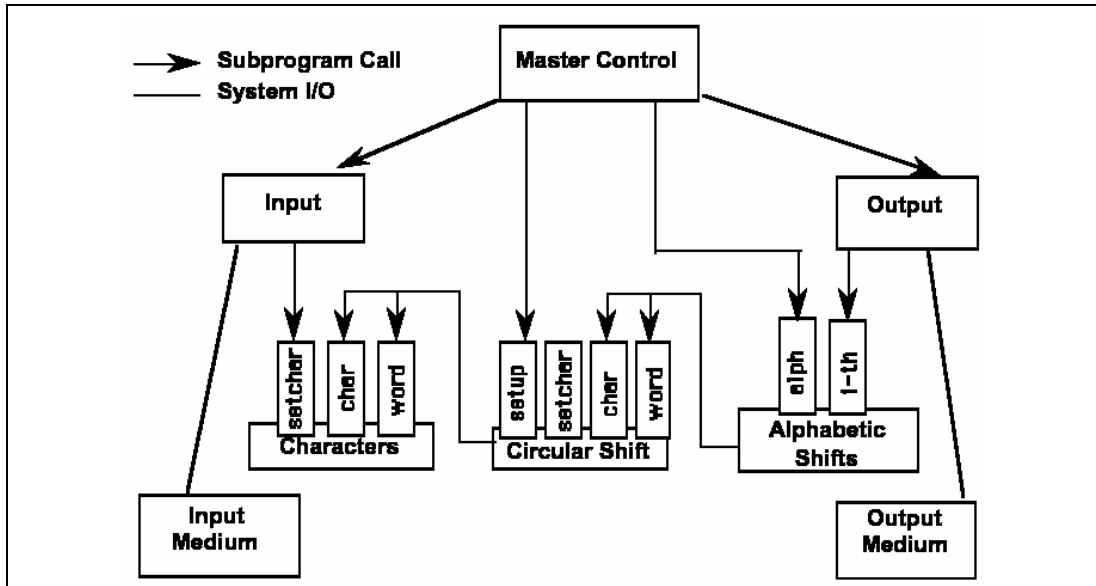 Subprogram Call
System I/O
Master Control
Input
Output
setchar
char
word
setup
setchar
char
word
alph
i-th
Characters
Circular Shift
Alphabetic
Shifts
Input
Medium
Output
Medium